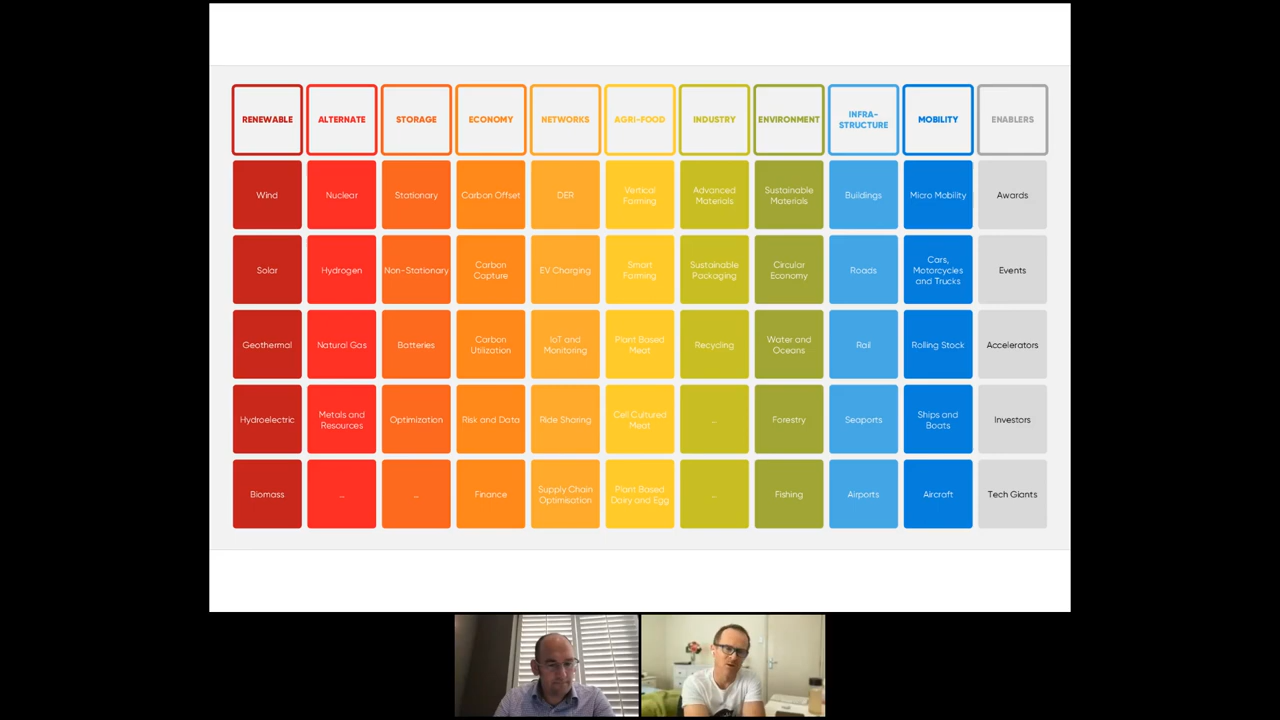 RENEWABLE
ALTERNATE
STORAGE
ECONOMY
NETWORKS
AGRI-FOOD
INDUSTRY
ENVIRONMENT
INFRA-
STRUCTURE
MOBILITY
ENABLERS
Wind
Nuclear
Stationary
Carbon Offset
DER
Vertical
Farming
Advanced
Materials
Sustainable
Materials
Buildings
Micro Mobility
Awards
Solar
Hydrogen
Non-Stationary
Carbon
Capture
EV Charging
Smart
Farming
Sustainable
Packaging
Circular
Economy
Roads
Cars,
Motorcycles
and Trucks
Events
Geothermal
Natural Gas
Batteries
Carbon
Utilization
IoT and
Monitoring
Plant Based
Meat
Recycling
Water and
Oceans
Rail
Rolling Stock
Accelerators
Hydroelectric
Metals and
Resources
Optimization
Risk and Data
Ride Sharing
Cell Cultured
Meat
...
Forestry
Seaports
Ships and
Boats
Investors
Biomass
...
...
Finance
Supply Chain
Optimisation
Plant Based
Dairy and Egg
...
Fishing
Airports
Aircraft
Tech Giants